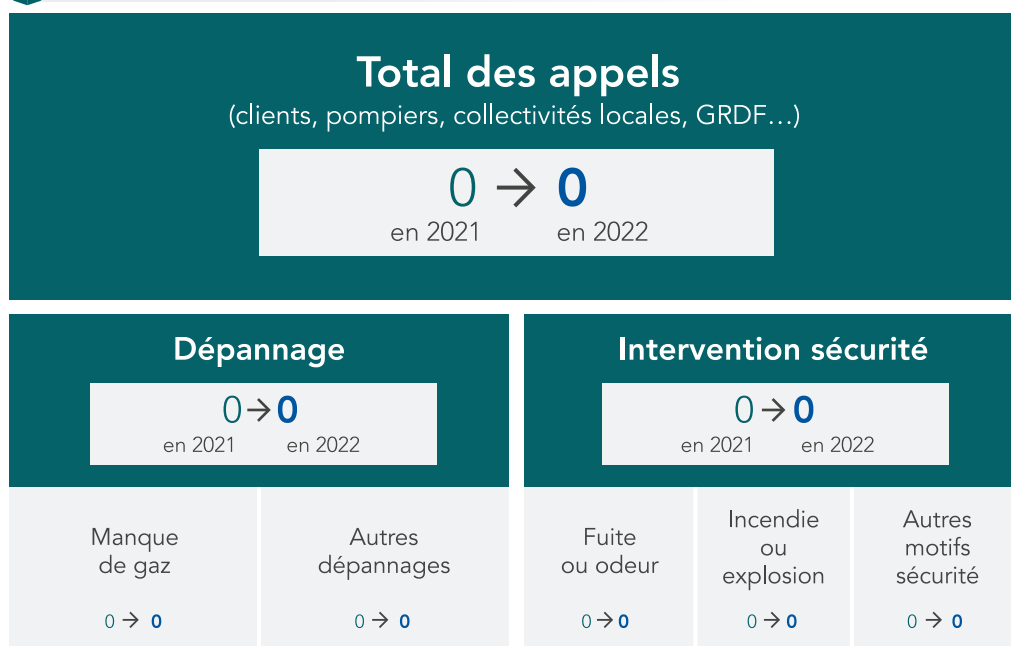 Total des appels
(clients, pompiers, collectivités locales, GRDF...)
0 → 0
en 2021 en 2022
Dépannage
0 → 0
en 2021 en 2022
Manque
de gaz
0 → 0
Autres
dépannages
0 → 0
Intervention sécurité
0 → 0
en 2021 en 2022
Fuite
ou odeur
0 → 0
Incendie
ou
explosion
0 → 0
Autres
motifs
sécurité
0 → 0